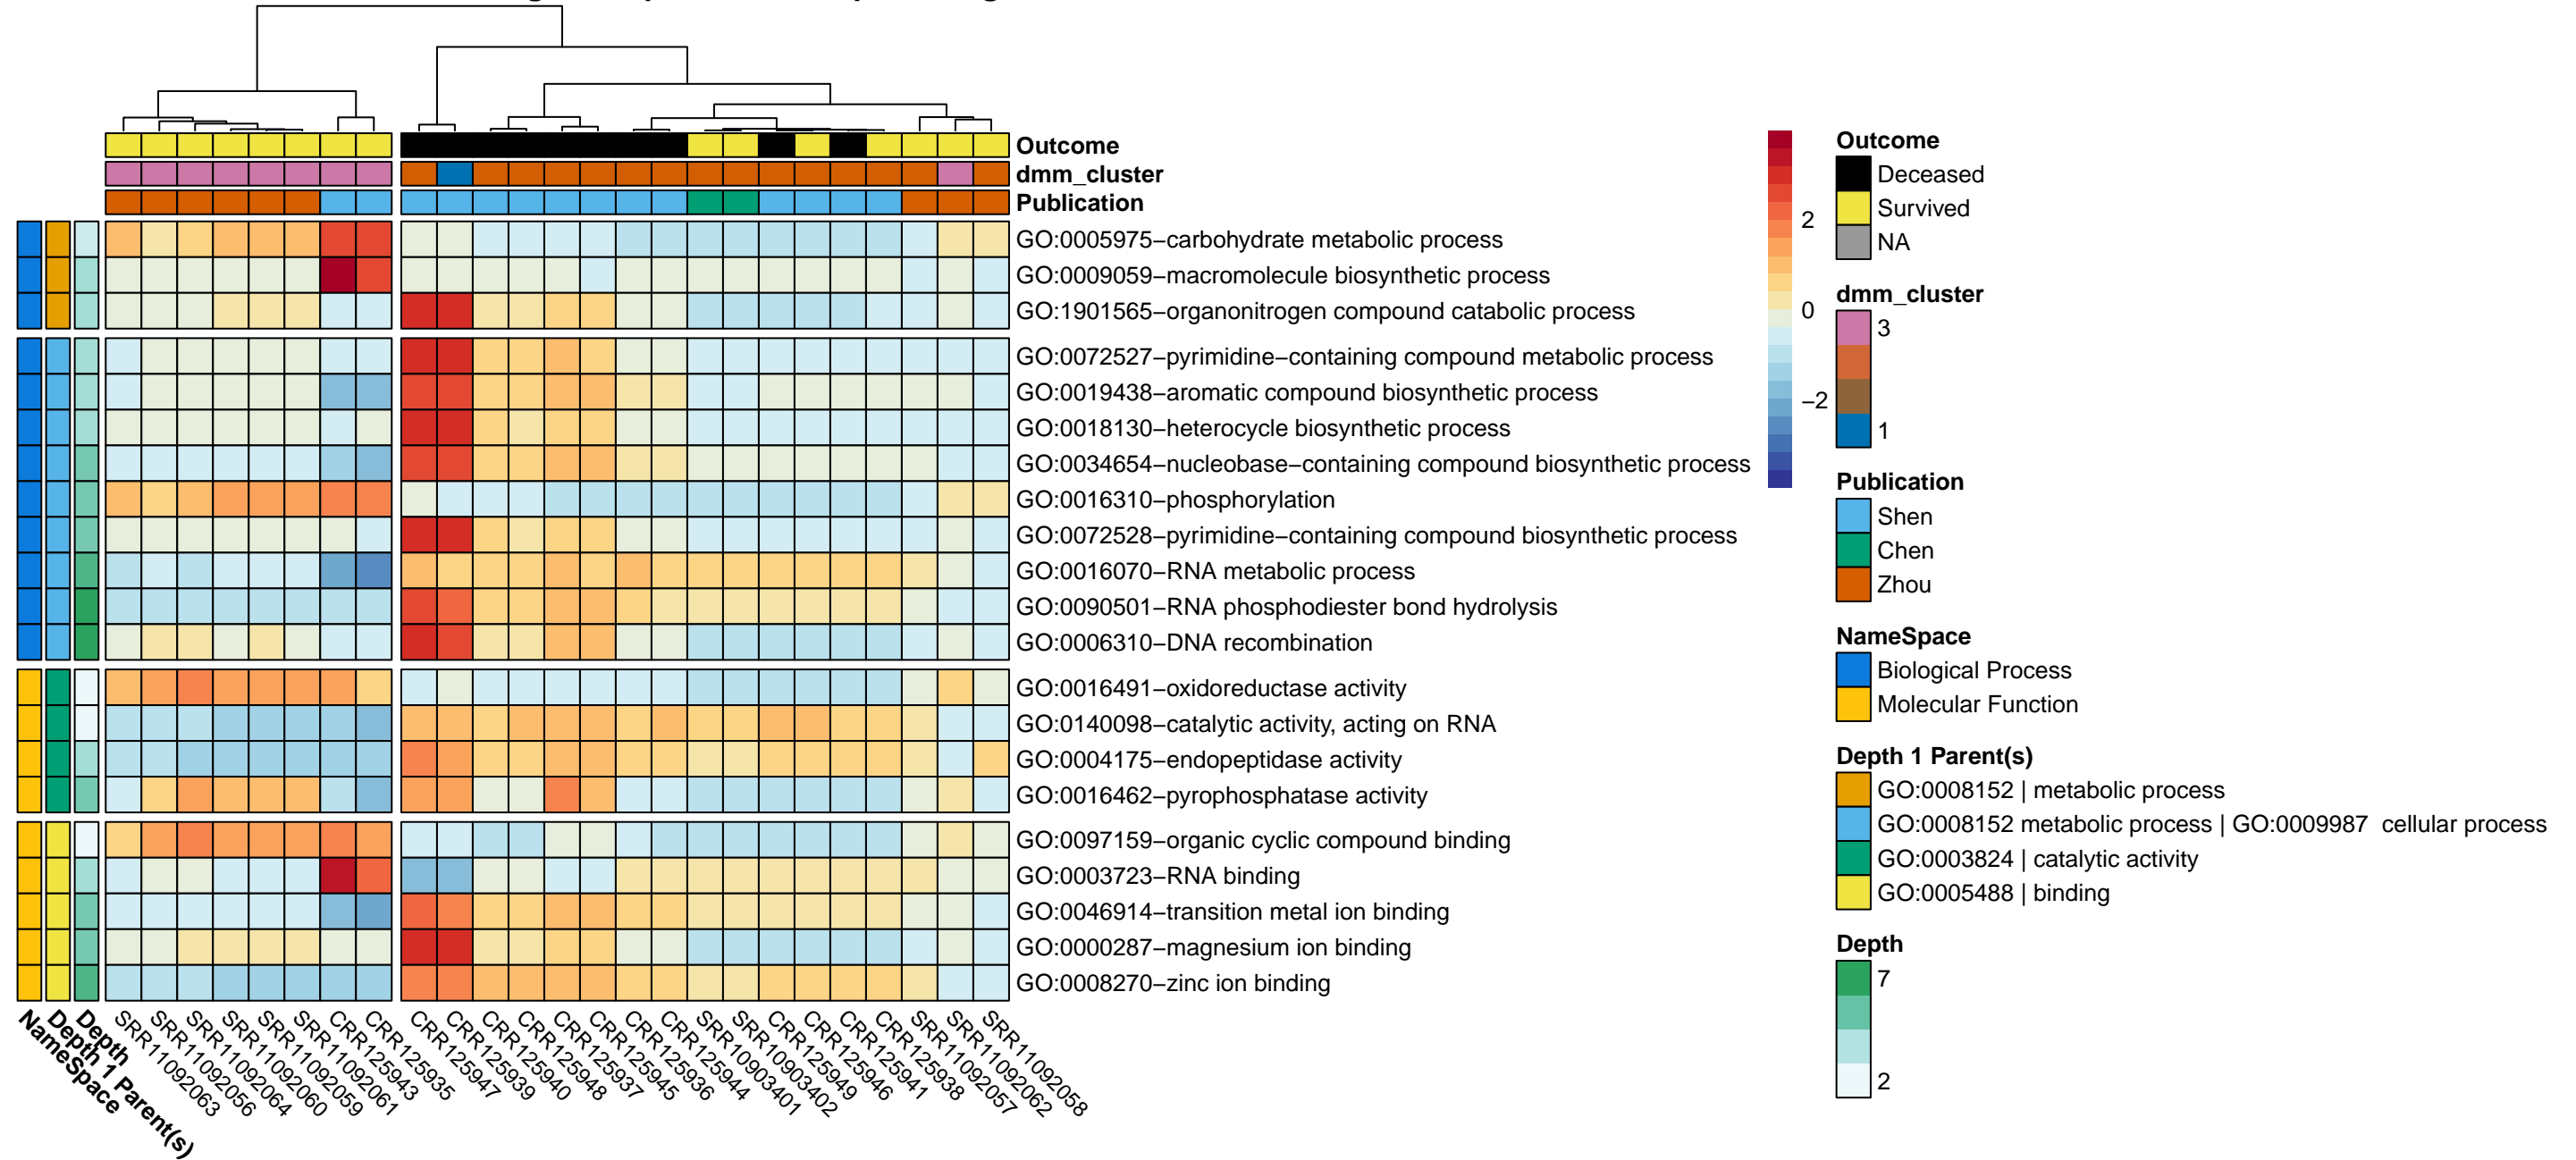 Outcome
dmm_cluster
Publication
GO:0005975−carbohydrate metabolic process
GO:0009059−macromolecule biosynthetic process
GO:1901565−organonitrogen compound catabolic process
GO:0072527−pyrimidine−containing compound metabolic process
GO:0019438−aromatic compound biosynthetic process
GO:0018130−heterocycle biosynthetic process
GO:0034654−nucleobase−containing compound biosynthetic process
GO:0016310−phosphorylation
GO:0072528−pyrimidine−containing compound biosynthetic process
GO:0016070−RNA metabolic process
GO:0090501−RNA phosphodiester bond hydrolysis
GO:0006310−DNA recombination
GO:0016491−oxidoreductase activity
GO:0140098−catalytic activity, acting on RNA
GO:0004175−endopeptidase activity
GO:0016462−pyrophosphatase activity
GO:0097159−organic cyclic compound binding
GO:0003723−RNA binding
GO:0046914−transition metal ion binding
GO:0000287−magnesium ion binding
GO:0008270−zinc ion binding
NameSpace
Depth 1 Parent(s)
Depth
SRR11092063
SRR11092056
SRR11092064
SRR11092060
SRR11092059
SRR11092061
CRR125943
CRR125935
CRR125947
CRR125939
CRR125940
CRR125948
CRR125937
CRR125945
CRR125936
CRR125944
SRR10903401
SRR10903402
CRR125949
CRR125946
CRR125941
CRR125938
SRR11092057
SRR11092062
SRR11092058
2
0
−2
Outcome
Deceased
Survived
NA
dmm_cluster
3
1
Publication
Shen
Chen
Zhou
NameSpace
Biological Process
Molecular Function
Depth 1 Parent(s)
GO:0008152 | metabolic process
GO:0008152 metabolic process | GO:0009987 cellular process
GO:0003824 | catalytic activity
GO:0005488 | binding
Depth
7
2